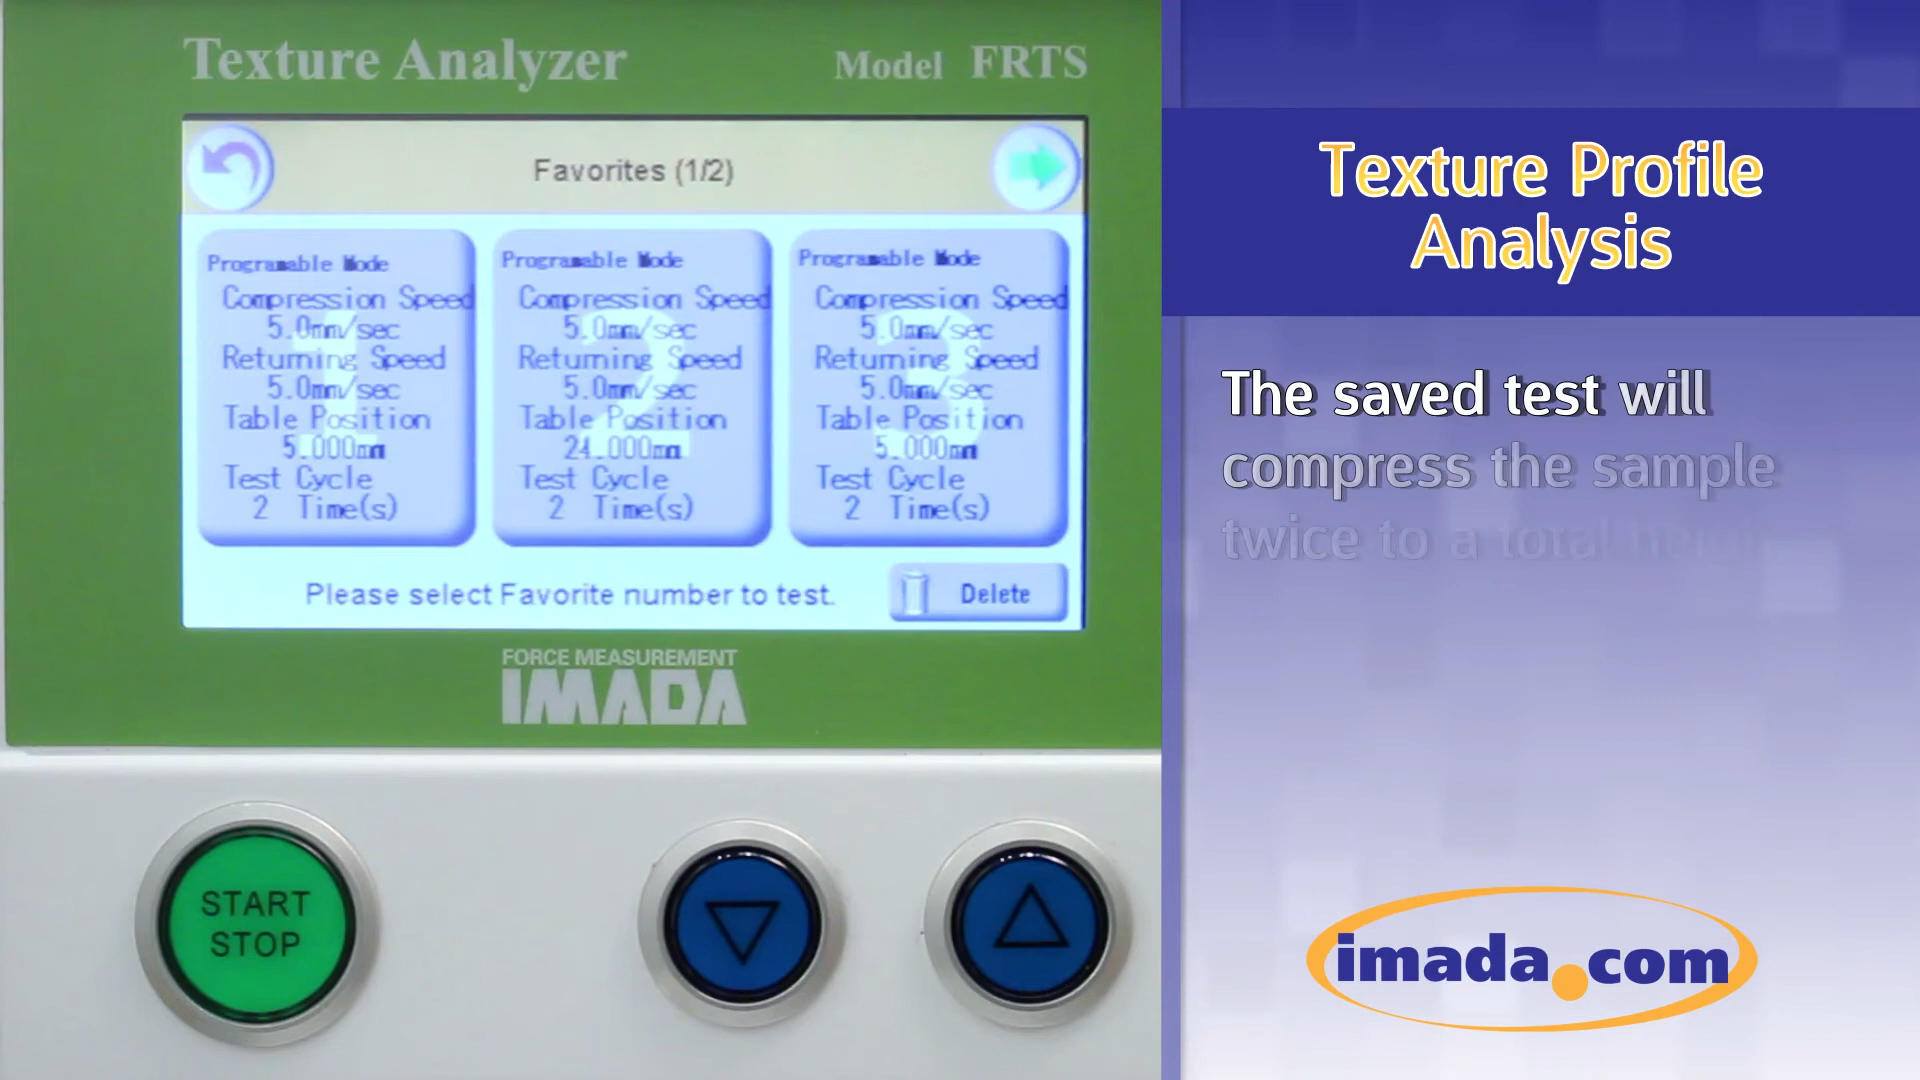 Texture Analyzer Model FRTS
Favorites (1/2)
Programable Mode
Compression Speed
5.0mm/sec
Returning Speed
5.0mm/sec
Table Position
5.000mm
Test Cycle
2 Time(s)
1
Programable Mode
Compression Speed
5.0mm/sec
Returning Speed
5.0mm/sec
Table Position
24.000mm
Test Cycle
2 Time(s)
2
Programable Mode
Compression Speed
5.0mm/sec
Returning Speed
5.0mm/sec
Table Position
5.000mm
Test Cycle
2 Time(s)
3
Please select Favorite number to test.
Delete
FORCE MEASUREMENT
IMADA
START
STOP
Texture Profile
Analysis
The saved test will
compress the sample
twice to a total
imada.com